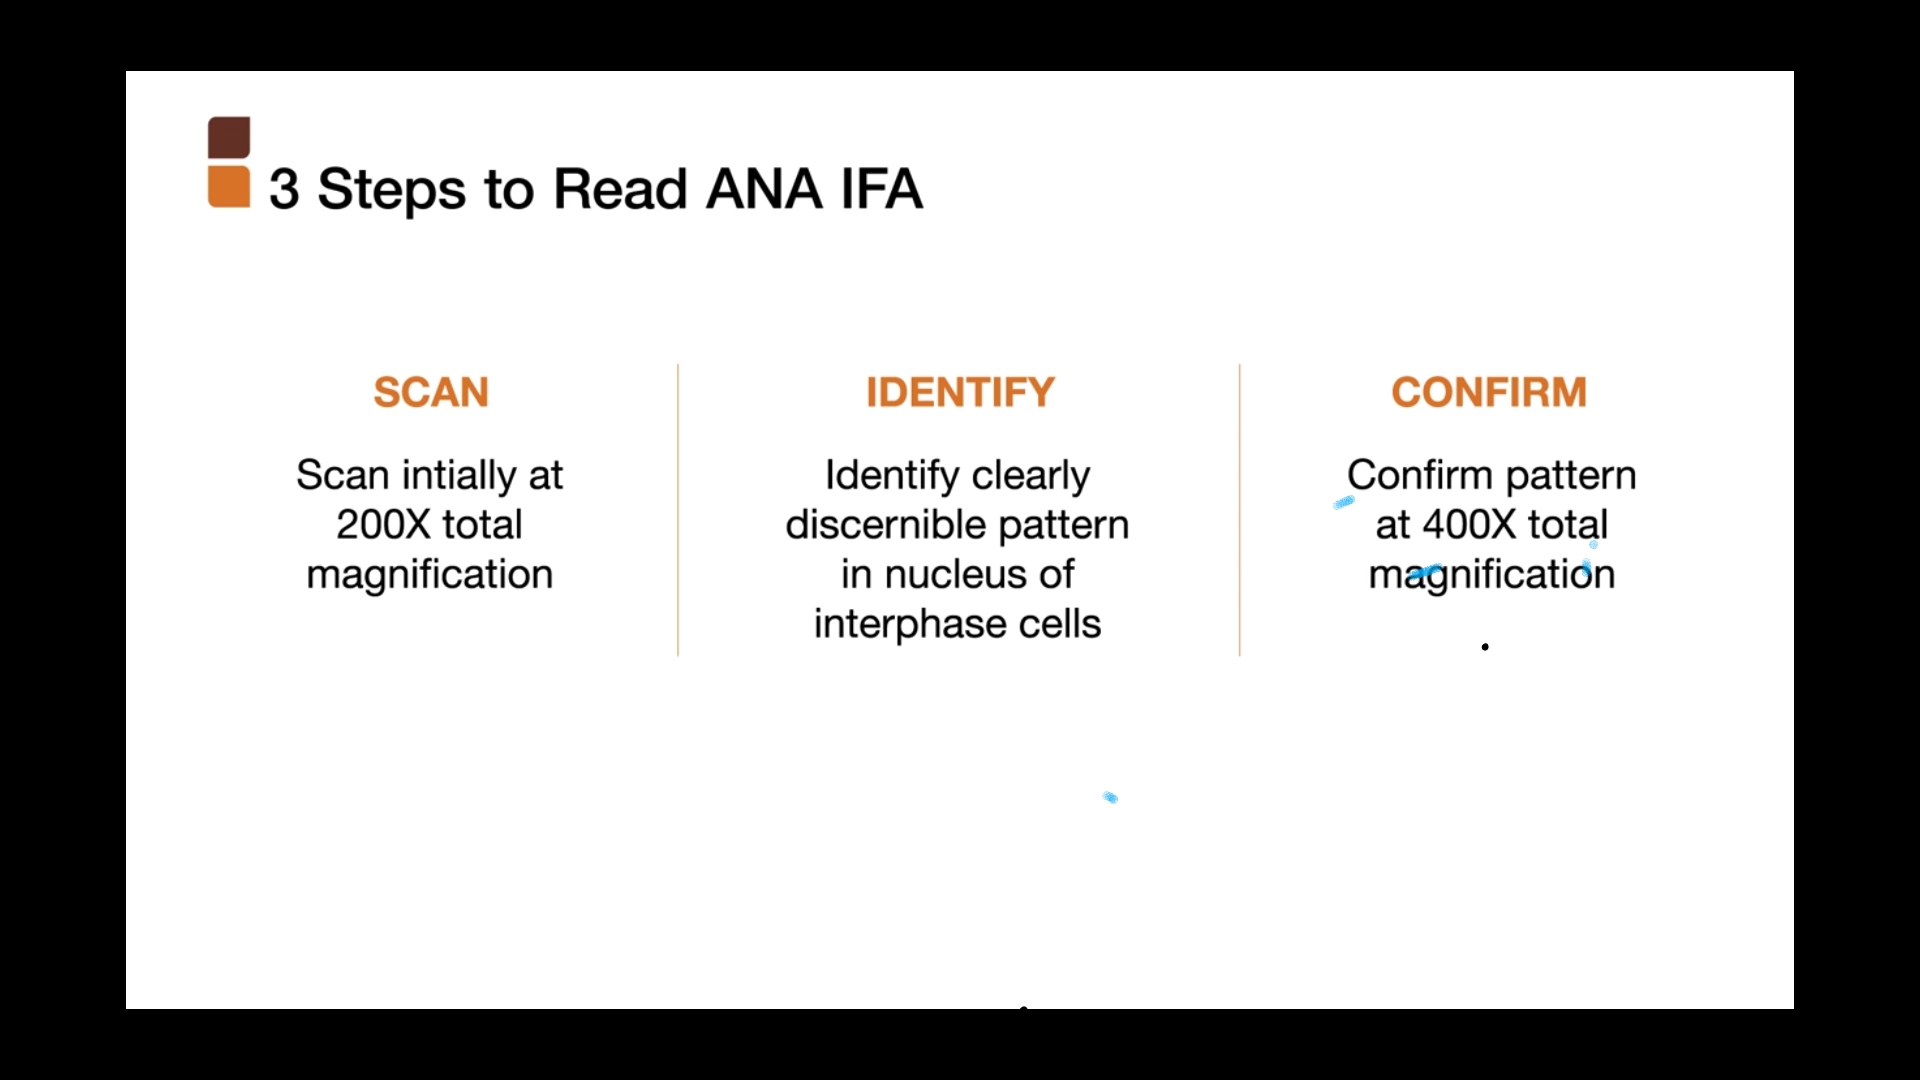 3 Steps to Read ANA IFA
SCAN
Scan intially at
200X total
magnification
IDENTIFY
Identify clearly
discernible pattern
in nucleus of
interphase cells
CONFIRM
Confirm pattern
at 400X total
magnification